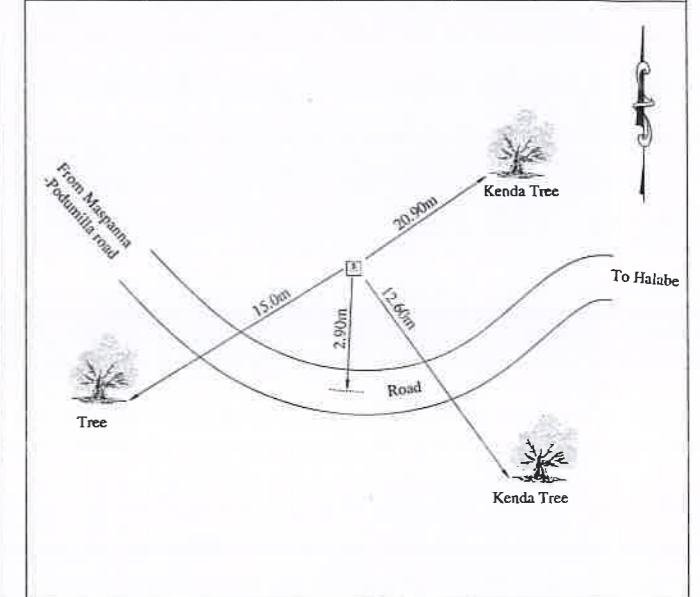 Kenda Tree
20.90m
From Maspanna
-Podumilla road
To Halabe
15.0m
12.60m
2.90m
Road
Tree
Kenda Tree